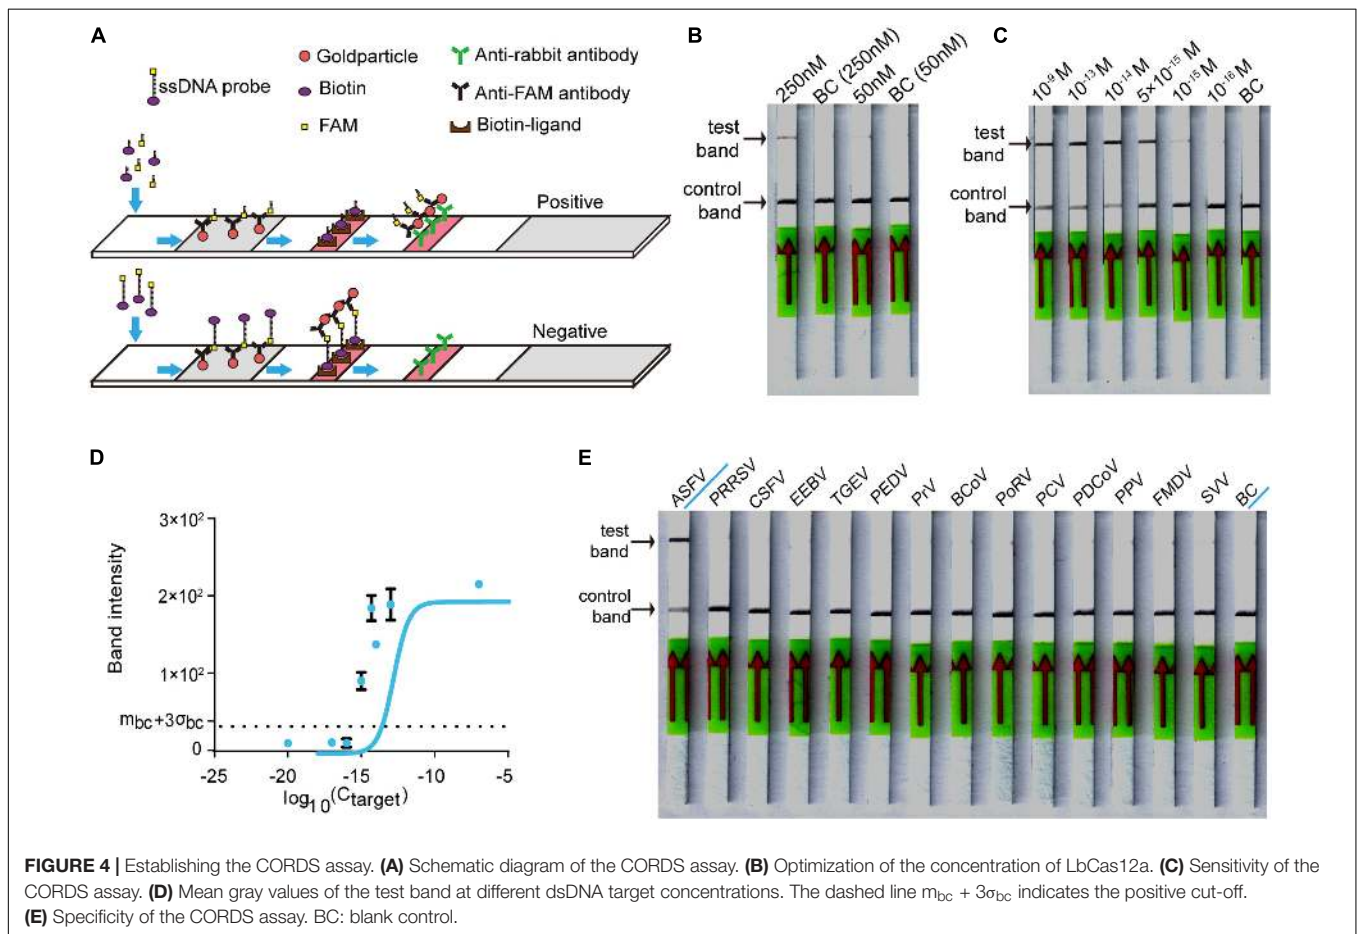 A
ssDNA probe
Goldparticle
Biotin
FAM
Anti-rabbit antibody
Anti-FAM antibody
Biotin-ligand
Positive
Negative
B
250nM
BC (250nM)
50nM
BC (50nM)
test
band
control
band
C
10⁻⁹ M
10⁻¹³ M
10⁻¹⁴ M
5×10⁻¹⁵ M
10⁻¹⁵ M
10⁻¹⁶ M
BC
test
band
control
band
D
Band intensity
3×10²
2×10²
1×10²
mbc+3σbc
0
-25
-20
-15
-10
-5
log10(Ctarget)
E
ASFV
PRRSV
CSFV
EEBV
TGEV
PEDV
PrV
BCoV
PoRV
PCV
PDCoV
PPV
FMDV
SVV
BC
test
band
control
band
FIGURE 4 | Establishing the CORDS assay. (A) Schematic diagram of the CORDS assay. (B) Optimization of the concentration of LbCas12a. (C) Sensitivity of the
CORDS assay. (D) Mean gray values of the test band at different dsDNA target concentrations. The dashed line mbc + 3σbc indicates the positive cut-off.
(E) Specificity of the CORDS assay. BC: blank control.